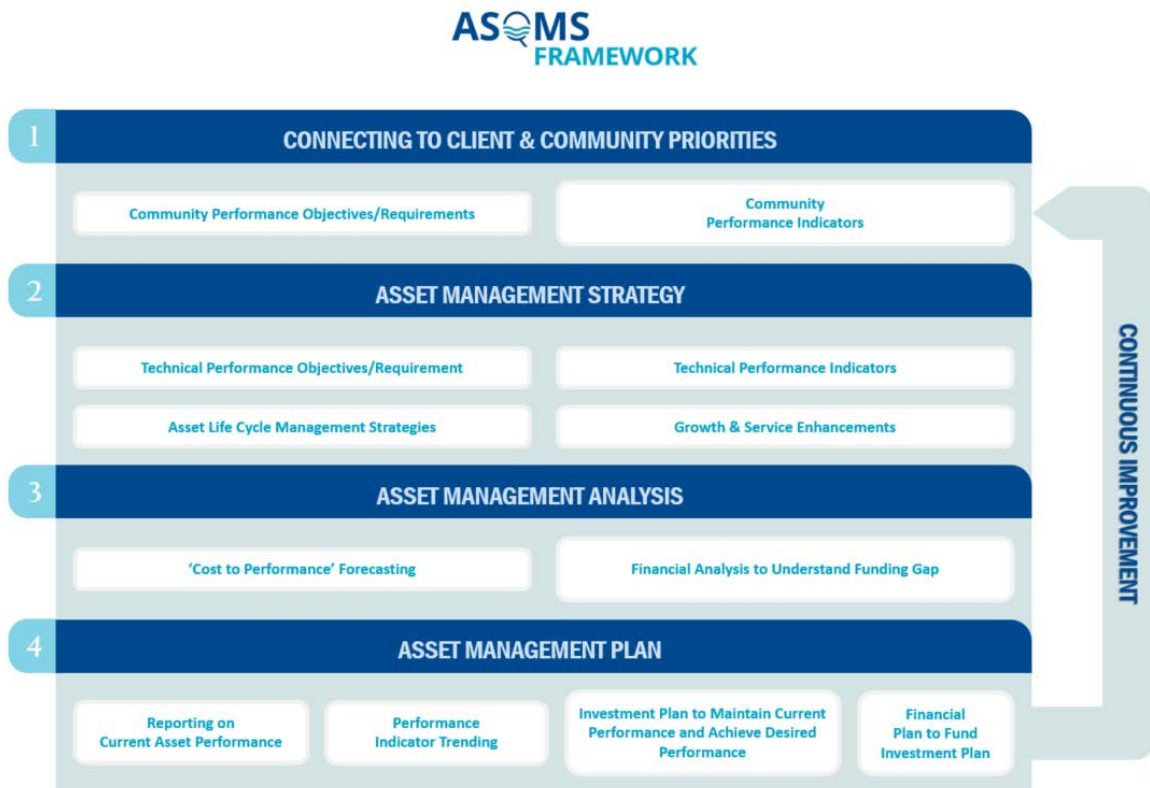 ASQMS
FRAMEWORK
1
CONNECTING TO CLIENT & COMMUNITY PRIORITIES
Community Performance Objectives/Requirements
Community
Performance Indicators
2
ASSET MANAGEMENT STRATEGY
Technical Performance Objectives/Requirement
Technical Performance Indicators
Asset Life Cycle Management Strategies
Growth & Service Enhancements
3
ASSET MANAGEMENT ANALYSIS
‘Cost to Performance’ Forecasting
Financial Analysis to Understand Funding Gap
4
ASSET MANAGEMENT PLAN
Reporting on
Current Asset Performance
Performance
Indicator Trending
Investment Plan to Maintain Current
Performance and Achieve Desired
Performance
Financial
Plan to Fund
Investment Plan
CONTINUOUS IMPROVEMENT